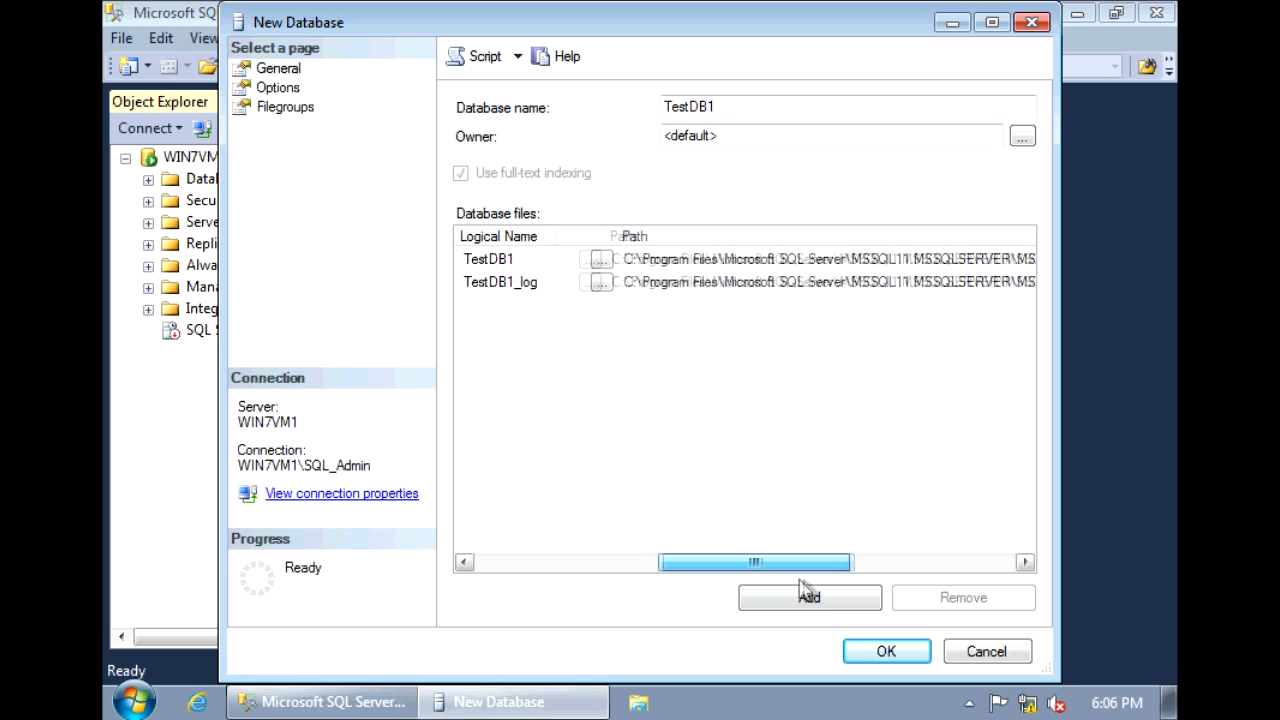 Microsoft SQ
New Database
File Edit View
Select a page
General
Options
Filegroups
Script
Help
Object Explorer
Connect
WIN7VM
Datal
Secu
Serve
Repli
Alwa
Mana
Integ
SQL S
Database name:
TestDB1
Owner:
<default>
...
Use full-text indexing
Database files:
Logical Name
Path
TestDB1
...
C:\Program Files\Microsoft SQL Server\MSSQL11.MSSQLSERVER\MS
TestDB1_log
...
C:\Program Files\Microsoft SQL Server\MSSQL11.MSSQLSERVER\MS
Connection
Server:
WIN7VM1
Connection:
WIN7VM1\SQL_Admin
View connection properties
Progress
Ready
Add
Remove
OK
Cancel
Ready
Microsoft SQL Server...
New Database
6:06 PM